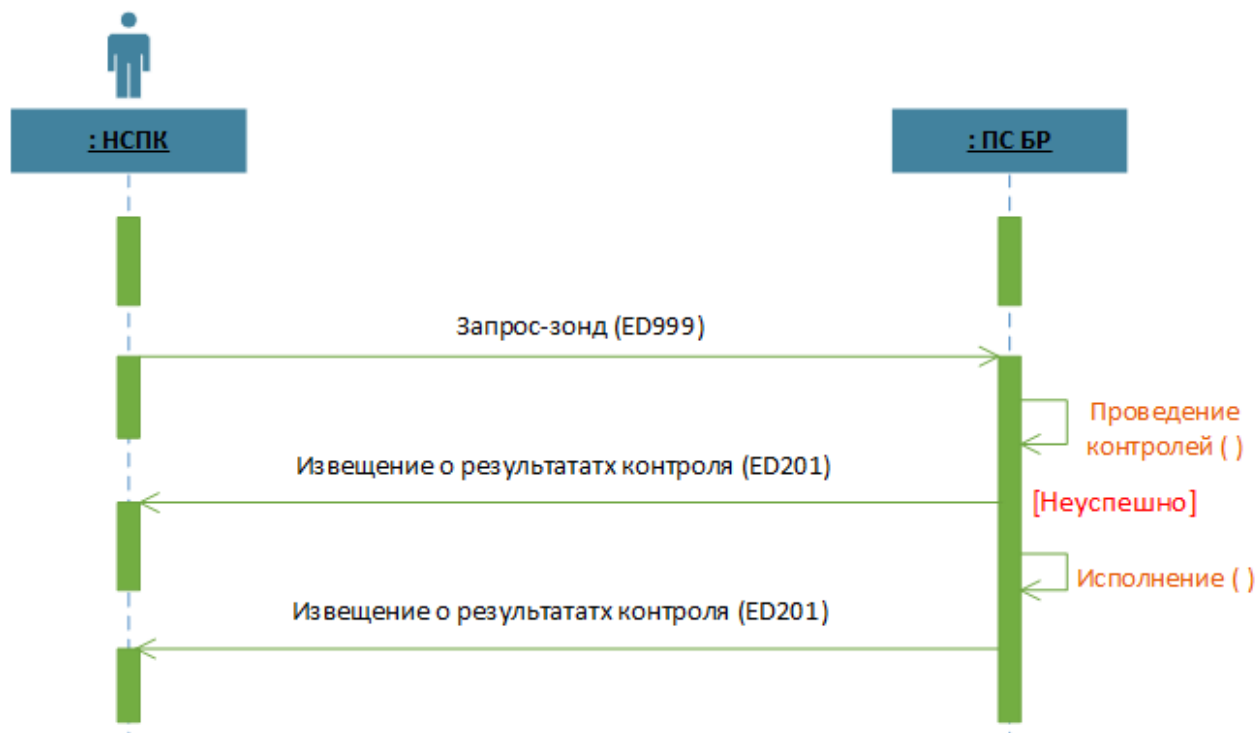 : НСПК
: ПС БР
Запрос-зонд (ED999)
Проведение
контролей ( )
Извещение о результататх контроля (ED201)
[Неуспешно]
Исполнение ( )
Извещение о результататх контроля (ED201)